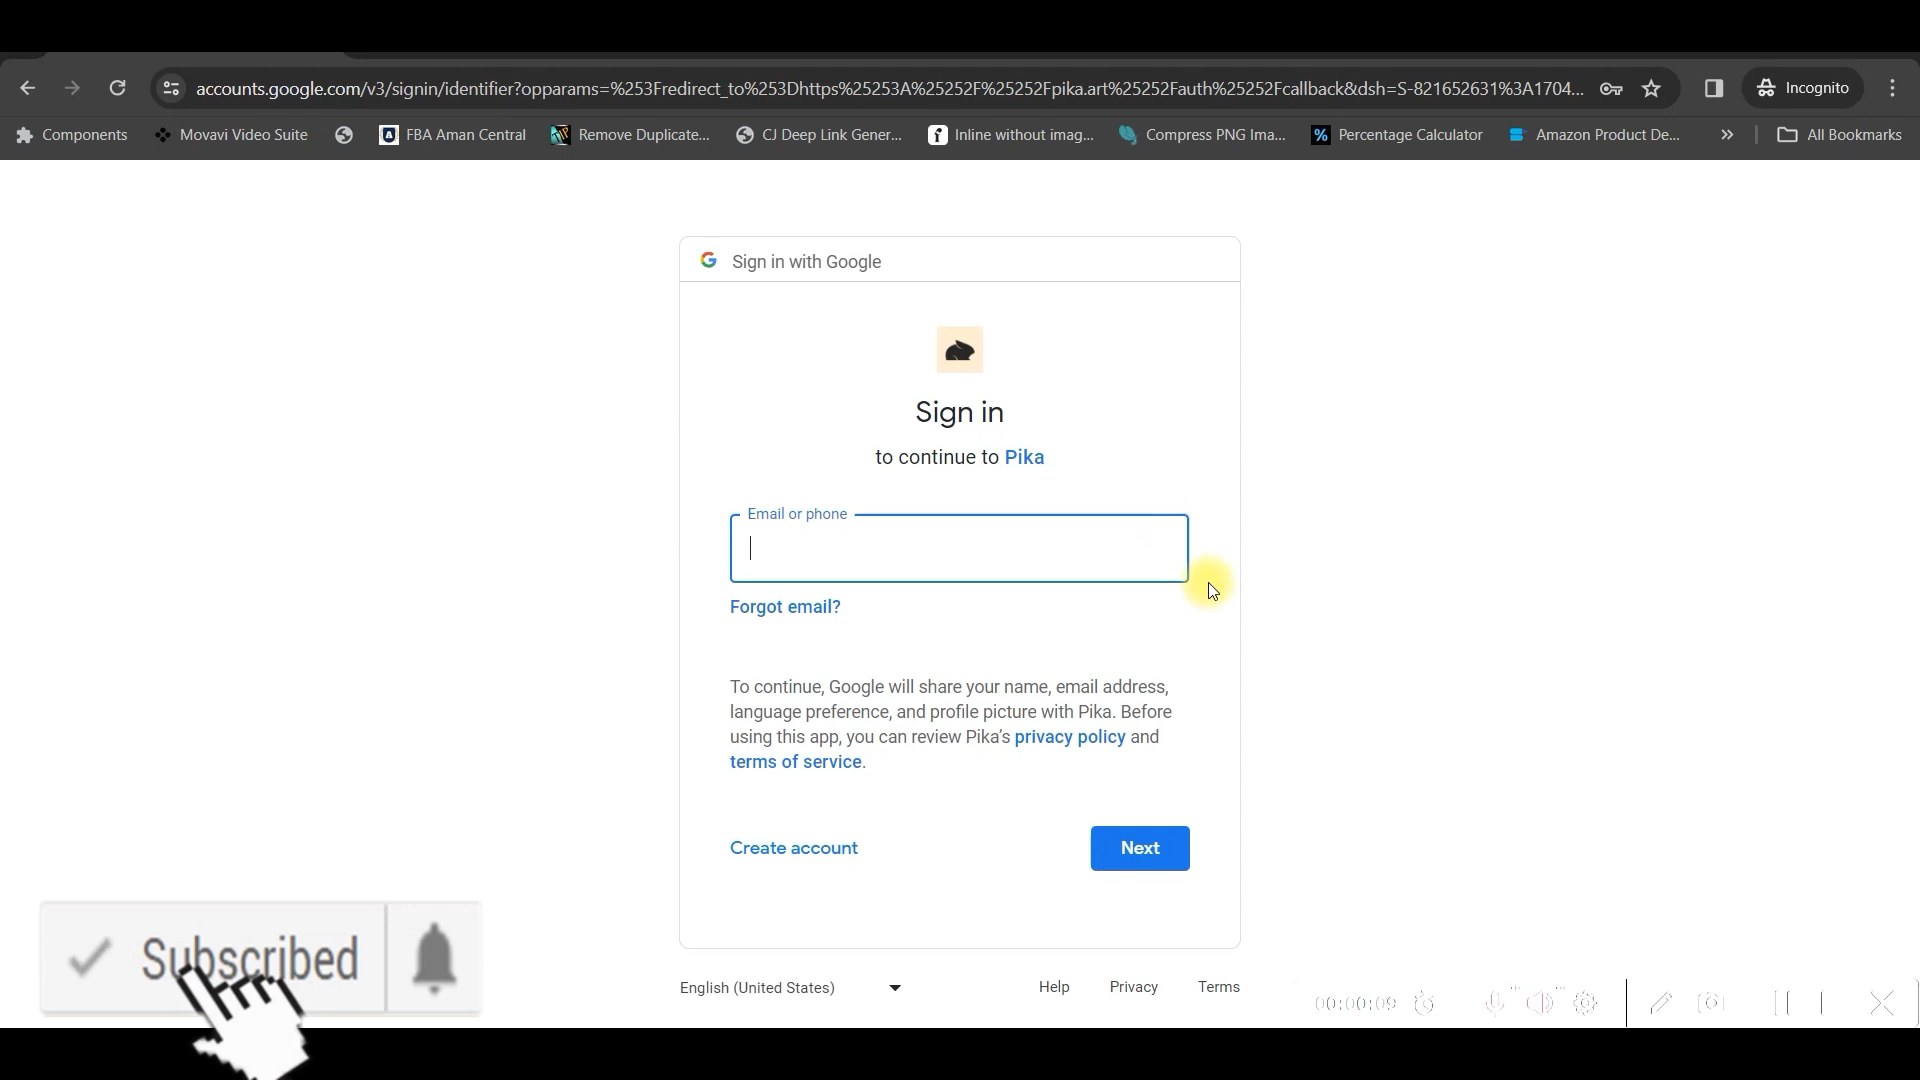 accounts.google.com/v3/signin/identifier?opparams=%253Fredirect_to%253Dhttps%25253A%25252F%25252Fpika.art%25252Fauth%25252Fcallback&dsh=S-821652631%3A1704... Incognito
Components Movavi Video Suite FBA Aman Central Remove Duplicate... CJ Deep Link Gener... Inline without imag... Compress PNG Ima... % Percentage Calculator Amazon Product De... » All Bookmarks
Sign in with Google
Sign in
to continue to Pika
Email or phone
Forgot email?
To continue, Google will share your name, email address,
language preference, and profile picture with Pika. Before
using this app, you can review Pika's privacy policy and
terms of service.
Create account Next
Subscribed
English (United States) Help Privacy Terms
00:00:09